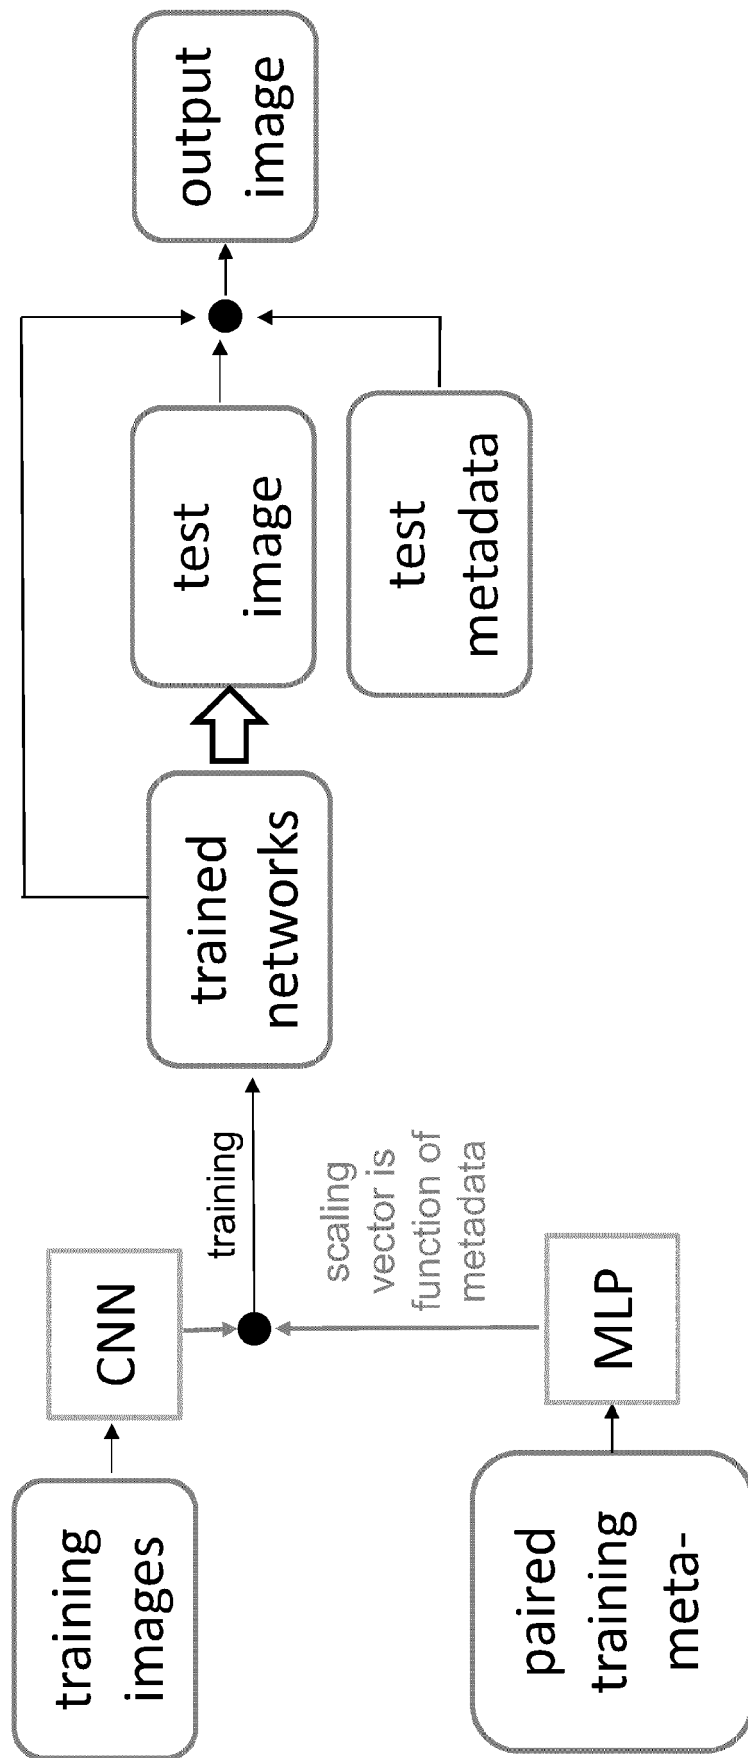 training
images
CNN
paired
training
meta-
MLP
training
scaling
vector is
function of
metadata
trained
networks
test
image
test
metadata
output
image